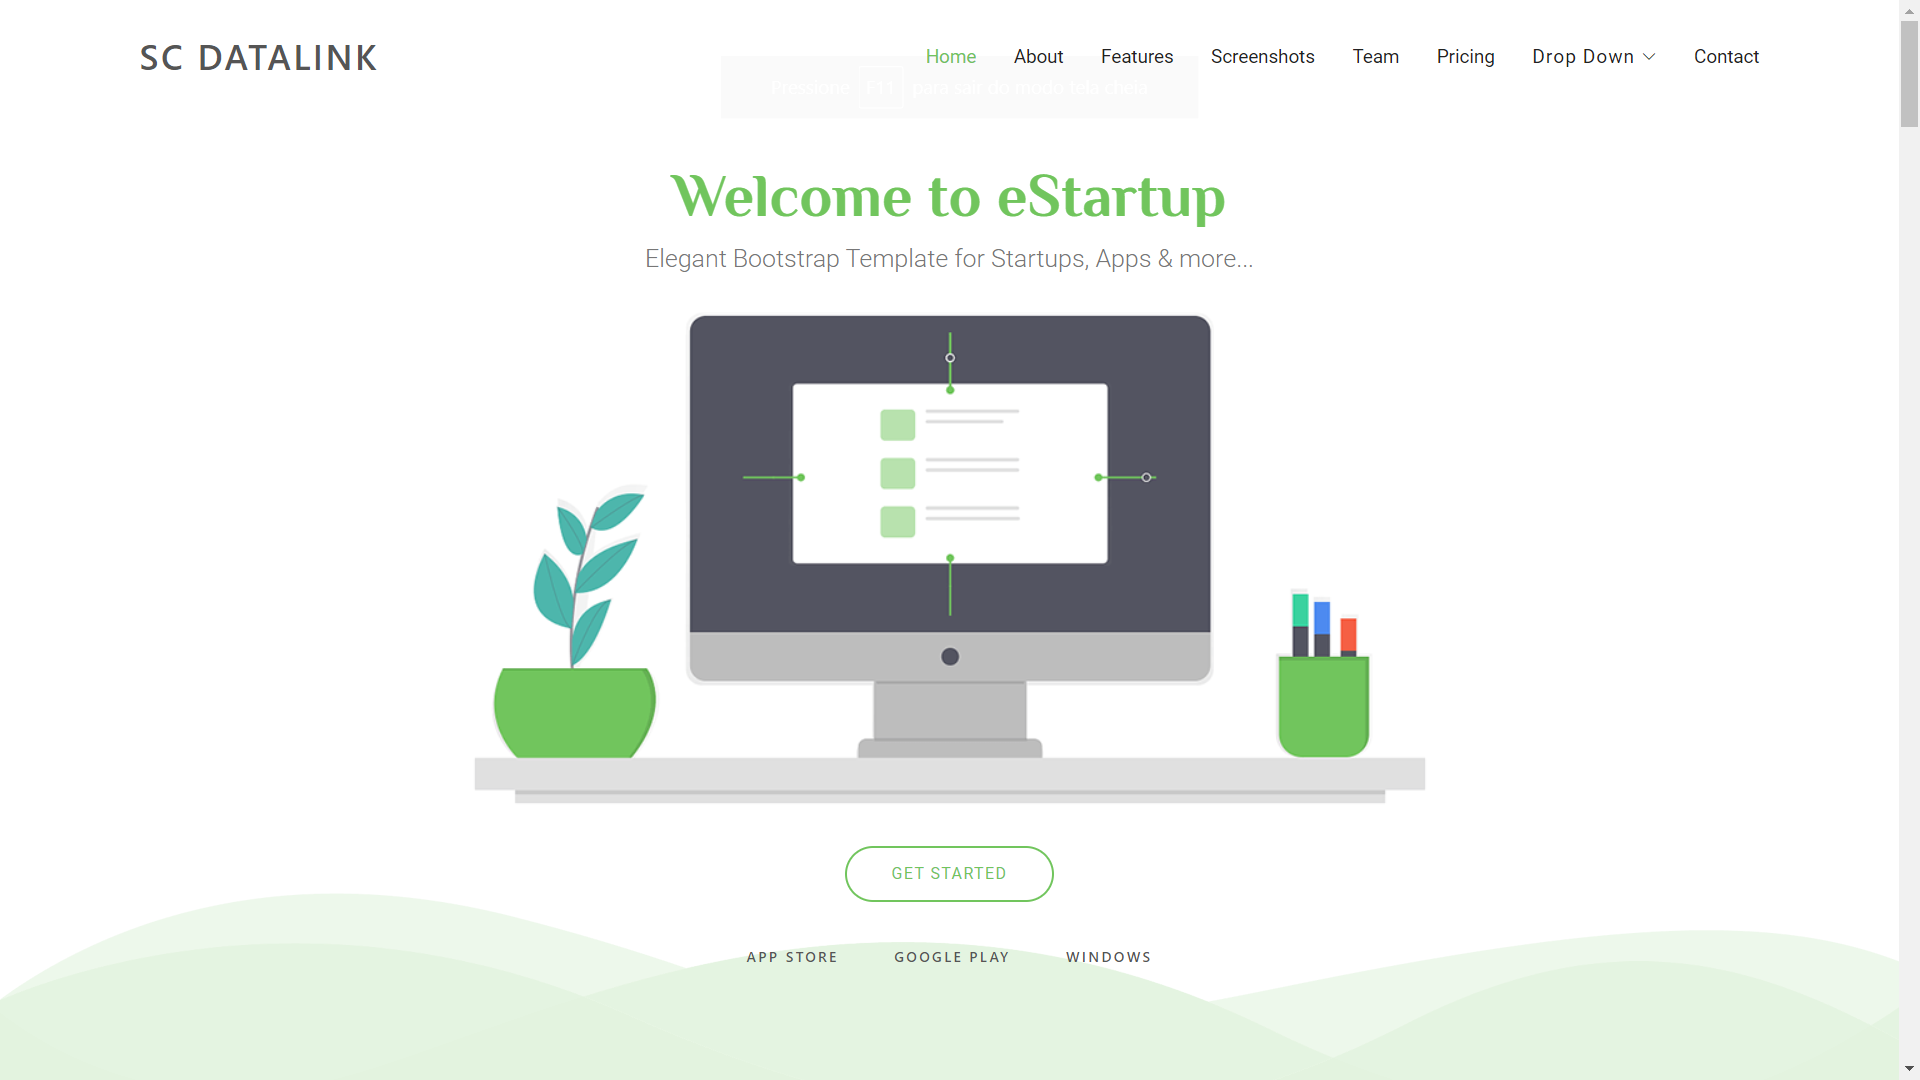 SC DATALINK
Home About Features Screenshots Team Pricing Drop Down Contact
Pressione F11 para sair do modo tela cheia
Welcome to eStartup
Elegant Bootstrap Template for Startups, Apps & more...
GET STARTED
APP STORE GOOGLE PLAY WINDOWS